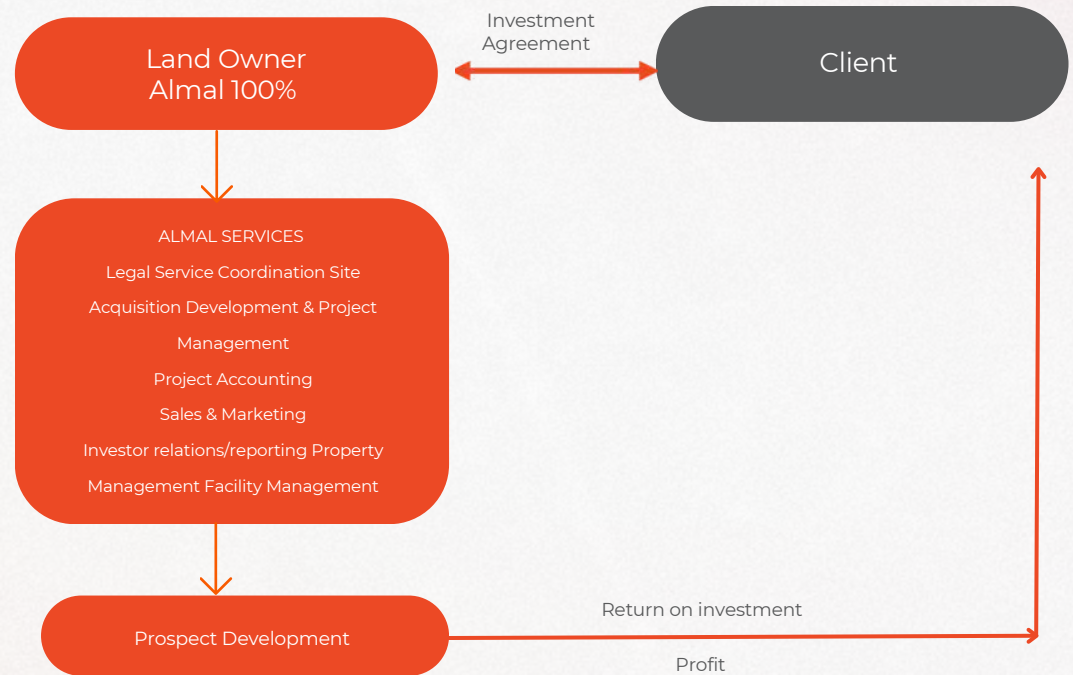 Land Owner
Almal 100%
Investment
Agreement
Client
ALMAL SERVICES
Legal Service Coordination Site
Acquisition Development & Project
Management
Project Accounting
Sales & Marketing
Investor relations/reporting Property
Management Facility Management
Prospect Development
Return on investment
Profit